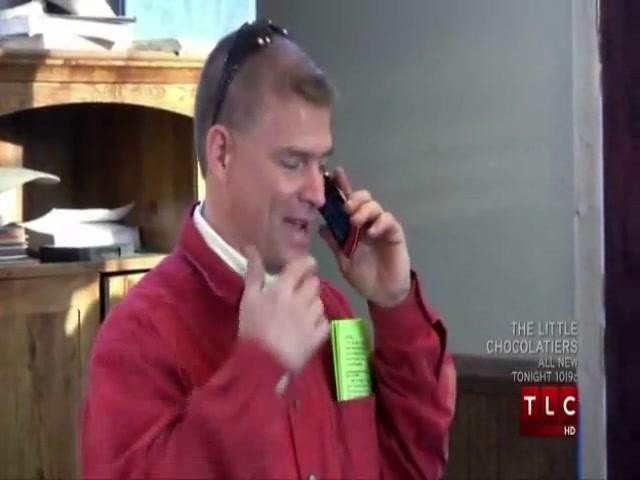 THE LITTLE
CHOCOLATIERS
ALL NEW
TONIGHT 10|9c
TLC
HD